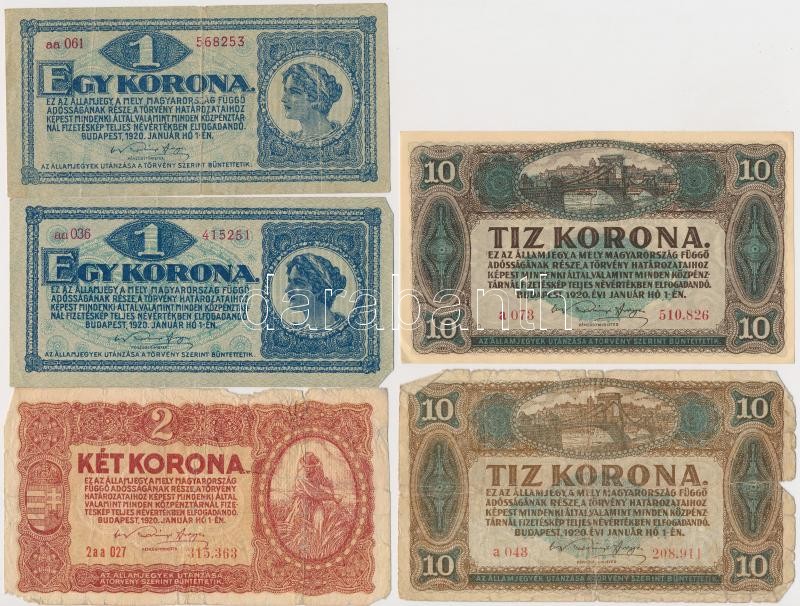 aa 061 568253
1
EGY KORONA.
EZ AZ ÁLLAMJEGY, A MELY MAGYARORSZÁG FÜGGŐ
ADÓSSÁGÁNAK RÉSZE, A TÖRVÉNY HATÁROZATAIHOZ
KÉPEST MINDENKI ÁLTAL, VALAMINT MINDEN KÖZPÉNZTÁR-
NÁL FIZETÉSKÉP TELJES NÉVÉRTÉKBEN ELFOGADANDÓ.
BUDAPEST, 1920. JANUÁR HÓ 1-ÉN.
PÉNZÜGYMINISTER
AZ ÁLLAMJEGYEK UTÁNZÁSA A TÖRVÉNY SZERINT BÜNTETTETIK.
aa 036 415251
1
EGY KORONA.
EZ AZ ÁLLAMJEGY, A MELY MAGYARORSZÁG FÜGGŐ
ADÓSSÁGÁNAK RÉSZE, A TÖRVÉNY HATÁROZATAIHOZ
KÉPEST MINDENKI ÁLTAL, VALAMINT MINDEN KÖZPÉNZTÁR-
NÁL FIZETÉSKÉP TELJES NÉVÉRTÉKBEN ELFOGADANDÓ.
BUDAPEST, 1920. JANUÁR HÓ 1-ÉN.
PÉNZÜGYMINISTER
AZ ÁLLAMJEGYEK UTÁNZÁSA A TÖRVÉNY SZERINT BÜNTETTETIK.
2
KÉT KORONA.
EZ AZ ÁLLAMJEGY, A MELY MAGYARORSZÁG
FÜGGŐ ADÓSSÁGÁNAK RÉSZE, A TÖRVÉNY
HATÁROZATAIHOZ KÉPEST MINDENKI ÁLTAL
VALAMINT MINDEN KÖZPÉNZTÁRNÁL FIZE-
TÉSKÉP TELJES NÉVÉRTÉKBEN ELFOGADANDÓ.
BUDAPEST, 1920. JANUÁR HÓ 1-ÉN.
PÉNZÜGYMINISTER
2aa 027 315.363
AZ ÁLLAMJEGYEK UTÁNZÁSA
A TÖRVÉNY SZERINT BÜNTETTETIK.
10 10
TIZ KORONA.
EZ AZ ÁLLAMJEGY, A MELY MAGYARORSZÁG FÜGGŐ
ADÓSSÁGÁNAK RÉSZE, A TÖRVÉNY HATÁROZATAIHOZ
KÉPEST MINDENKI ÁLTAL, VALAMINT MINDEN KÖZPÉNZ-
TÁRNÁL FIZETÉSKÉP TELJES NÉVÉRTÉKBEN ELFOGADANDÓ.
BUDAPEST, 1920. ÉVI JANUÁR HÓ 1-ÉN.
10 a 073 510.826 10
PÉNZÜGYMINISTER
AZ ÁLLAMJEGYEK UTÁNZÁSA A TÖRVÉNY SZERINT BÜNTETTETIK
10 10
TIZ KORONA.
EZ AZ ÁLLAMJEGY, A MELY MAGYARORSZÁG FÜGGŐ
ADÓSSÁGÁNAK RÉSZE, A TÖRVÉNY HATÁROZATAIHOZ
KÉPEST MINDENKI ÁLTAL, VALAMINT MINDEN KÖZPÉNZ-
TÁRNÁL FIZETÉSKÉP TELJES NÉVÉRTÉKBEN ELFOGADANDÓ.
BUDAPEST, 1920. ÉVI JANUÁR HÓ 1-ÉN.
10 a 043 208.911 10
AZ ÁLLAMJEGYEK UTÁNZÁSA A TÖRVÉNY SZERINT BÜNTETTETIK
darabanth